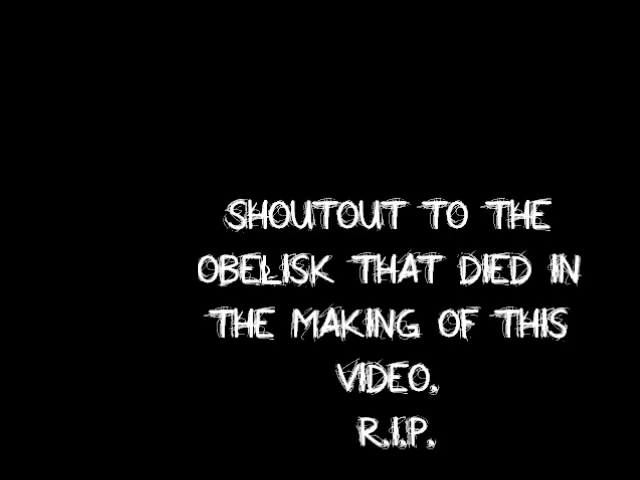 SHOUTOUT TO THE
OBELISK THAT DIED IN
THE MAKING OF THIS
VIDEO.
R.I.P.